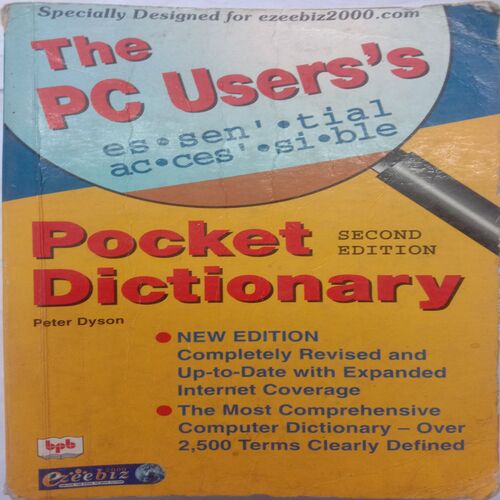 Specially Designed for ezeebiz2000.com
The
PC Users's
es•sen'•tial
ac•ces'•si•ble
Pocket
SECOND
EDITION
Dictionary
Peter Dyson
• NEW EDITION
Completely Revised and
Up-to-Date with Expanded
Internet Coverage
• The Most Comprehensive
Computer Dictionary – Over
2,500 Terms Clearly Defined
bpb
ezeebiz 2000